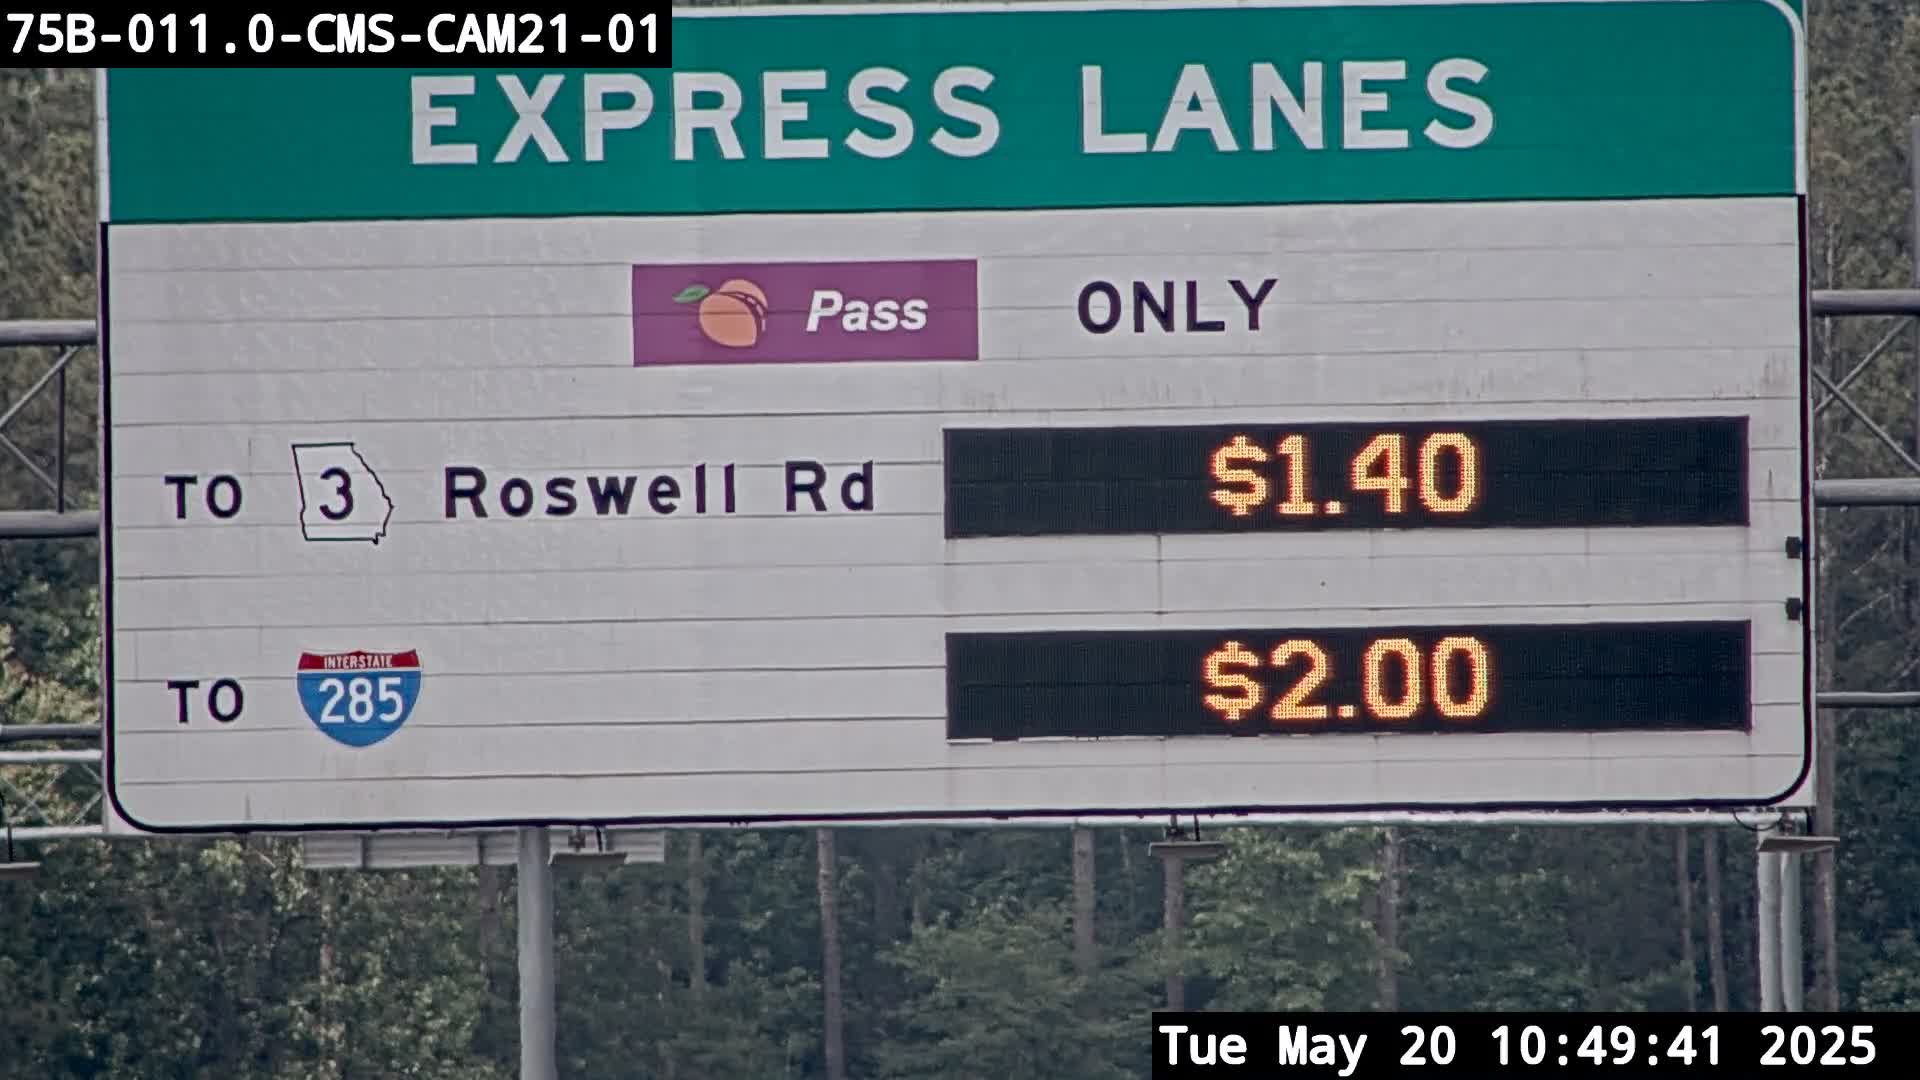 75B-011.0-CMS-CAM21-01
EXPRESS LANES
Pass ONLY
TO 3 Roswell Rd $1.40
TO INTERSTATE 285 $2.00
Tue May 20 10:49:41 2025